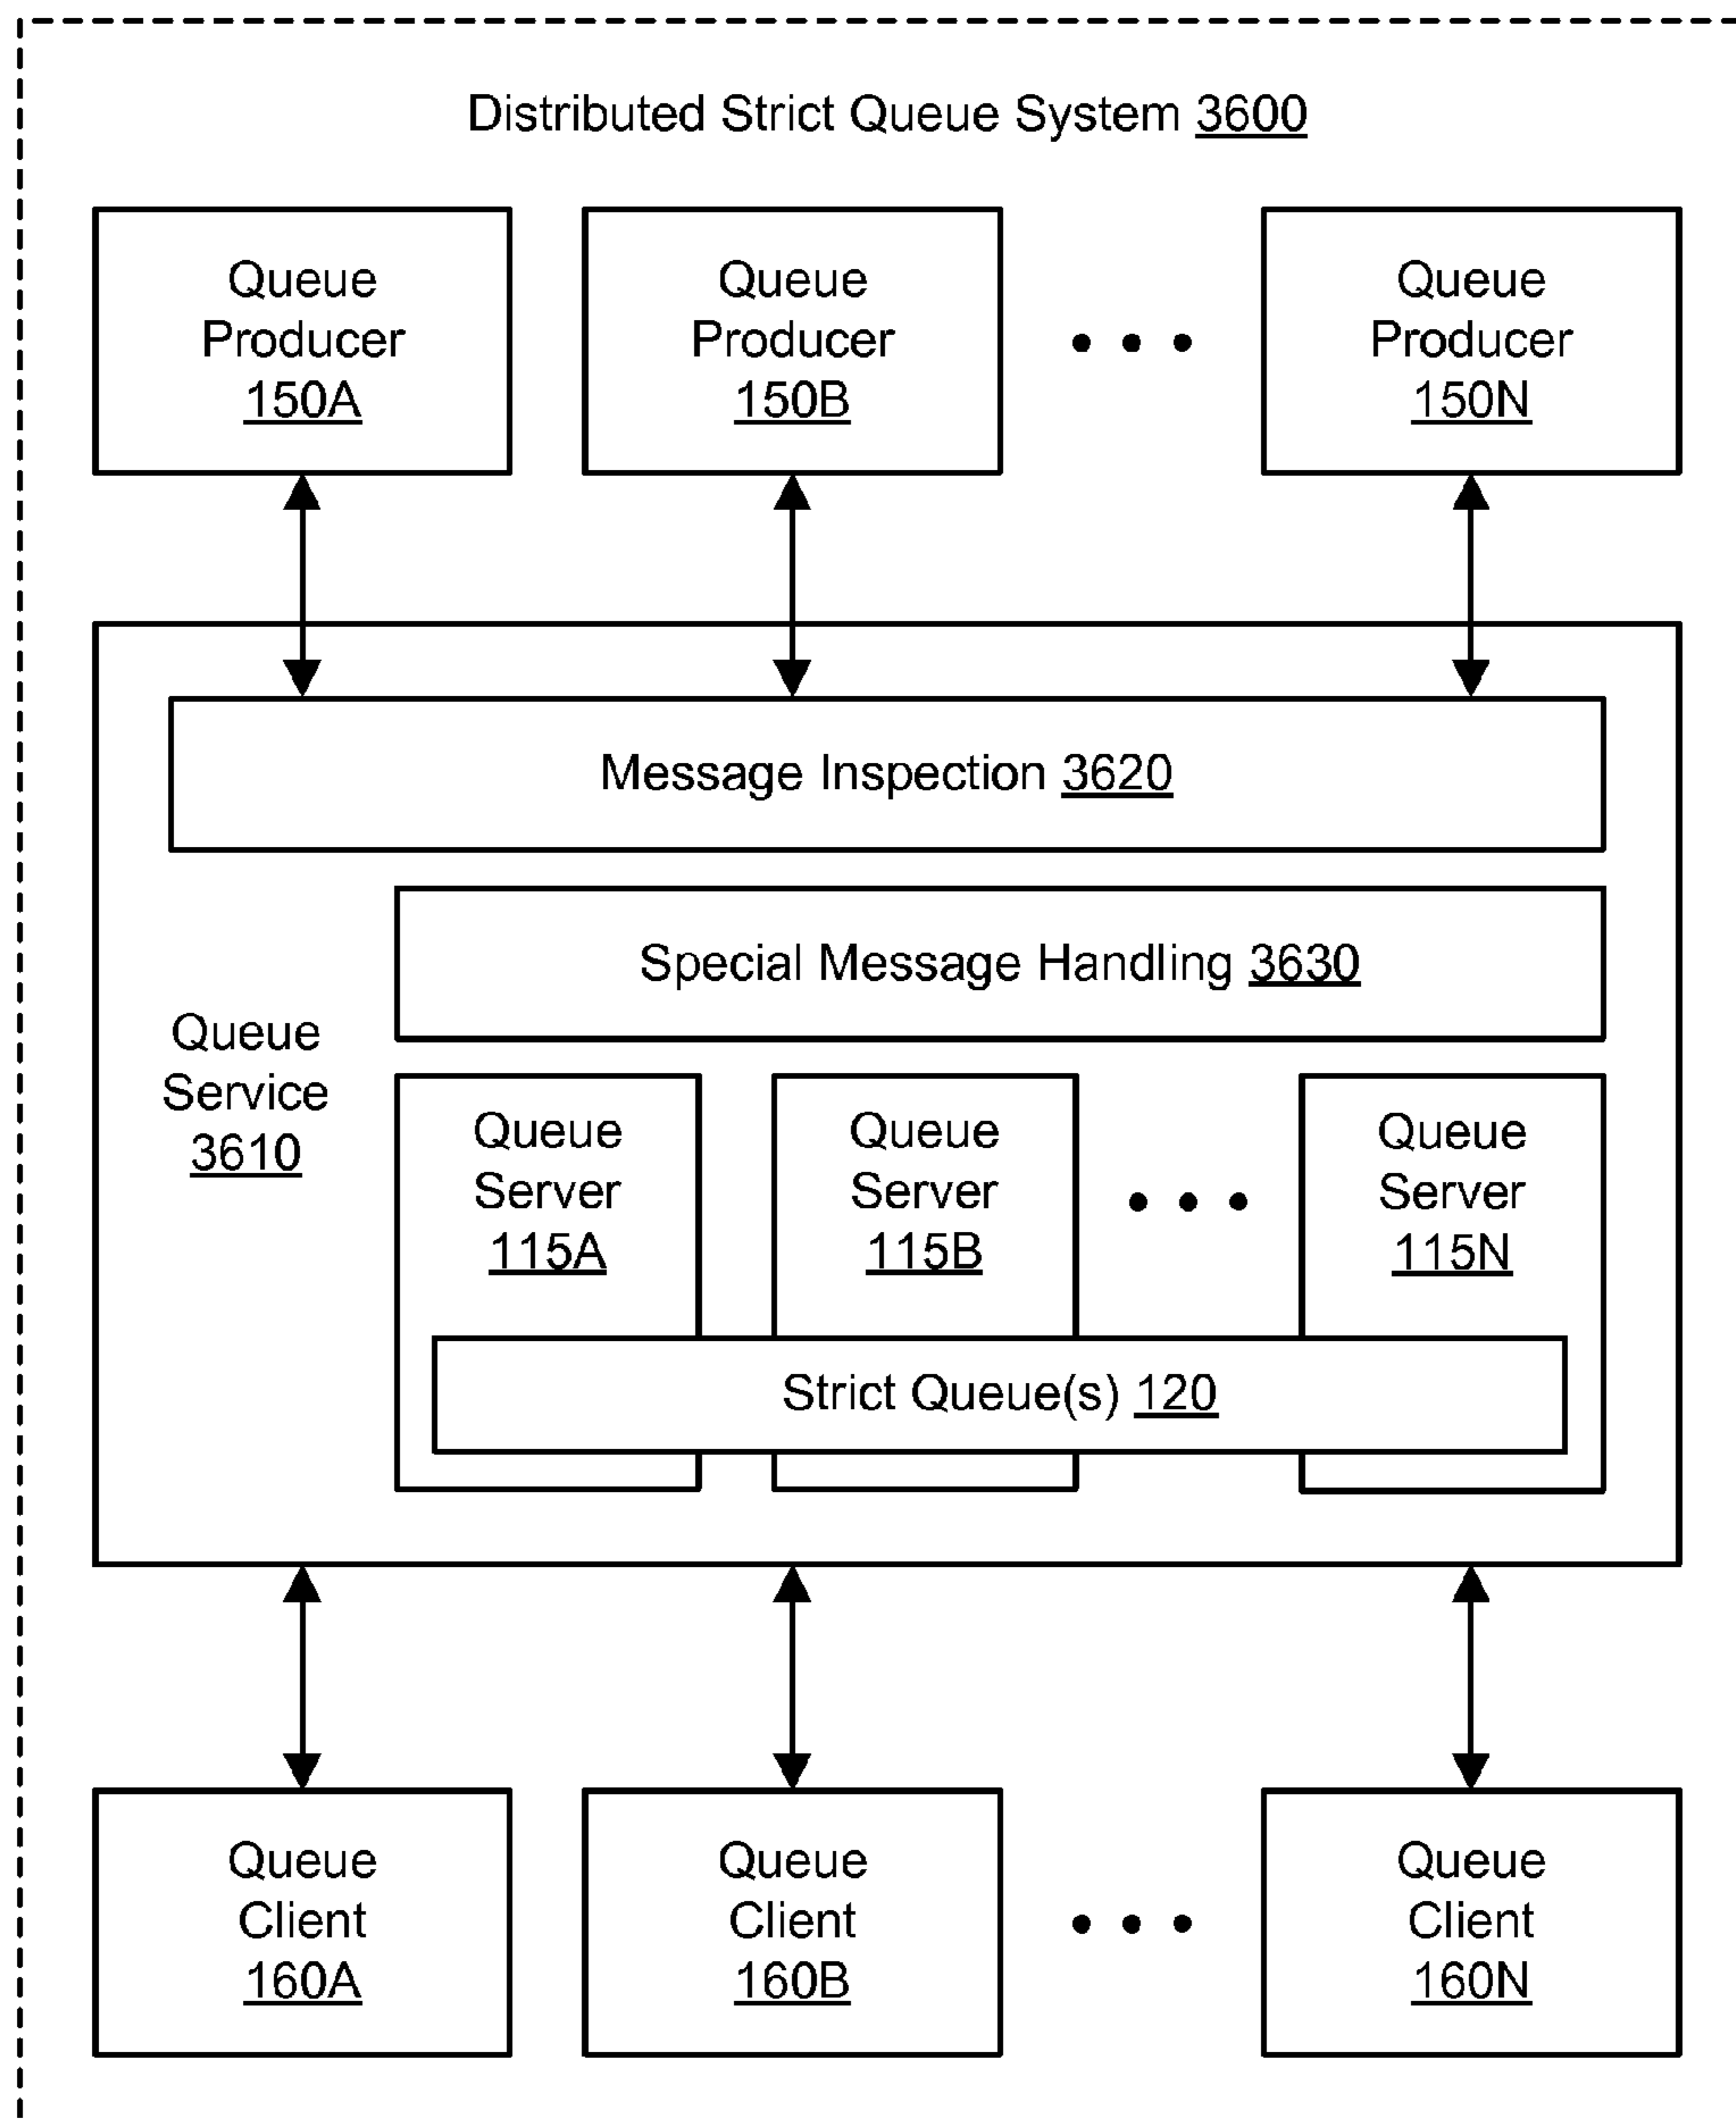 Distributed Strict Queue System 3600
Queue
Producer
150A
Queue
Producer
150B
Queue
Producer
150N
Message Inspection 3620
Special Message Handling 3630
Queue
Service
3610
Queue
Server
115A
Queue
Server
115B
Queue
Server
115N
Strict Queue(s) 120
Queue
Client
160A
Queue
Client
160B
Queue
Client
160N